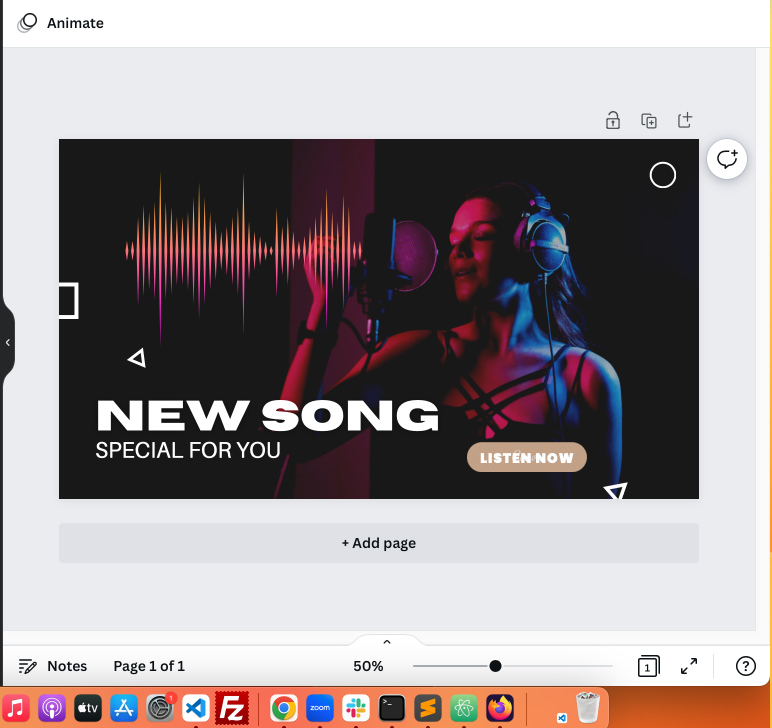 Animate
NEW SONG
SPECIAL FOR YOU
LISTEN NOW
+ Add page
Notes
Page 1 of 1
50%
1
?
tv
1
Fz
zoom
>_